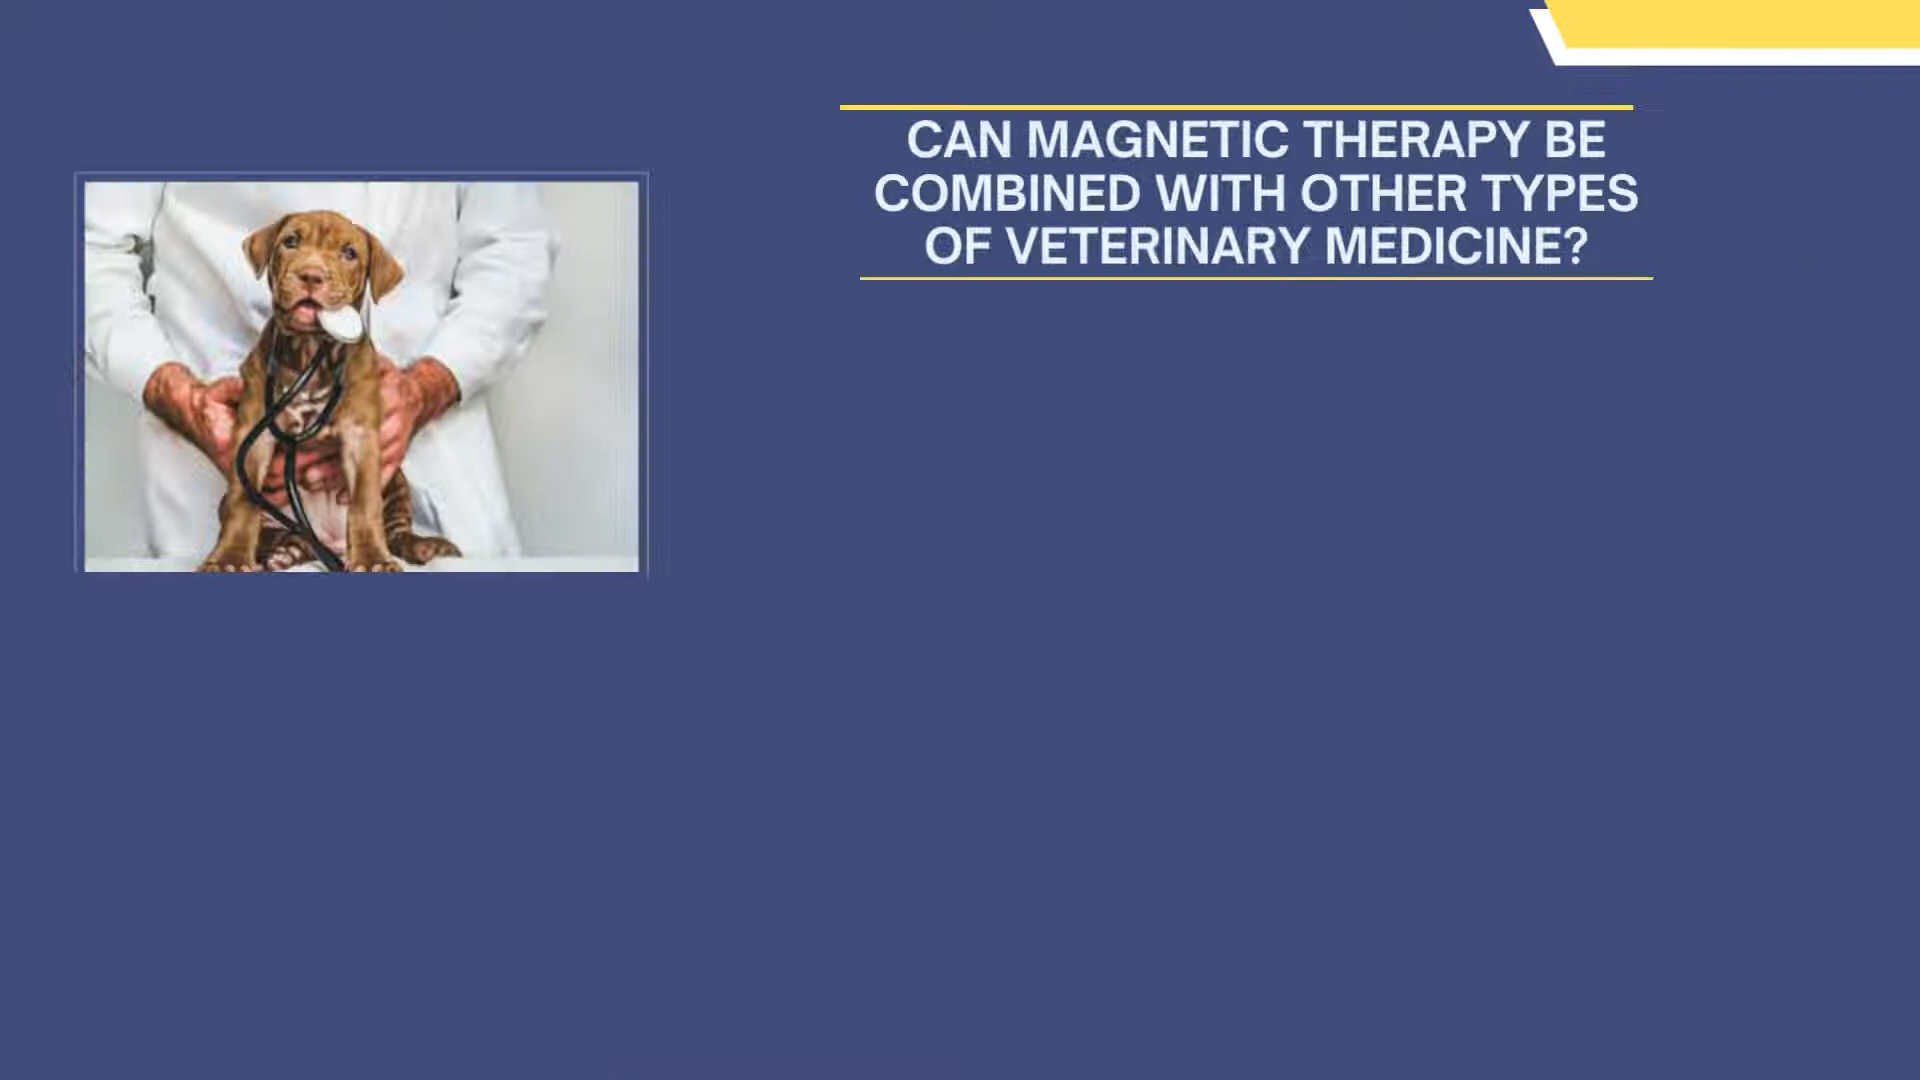 CAN MAGNETIC THERAPY BE
COMBINED WITH OTHER TYPES
OF VETERINARY MEDICINE?